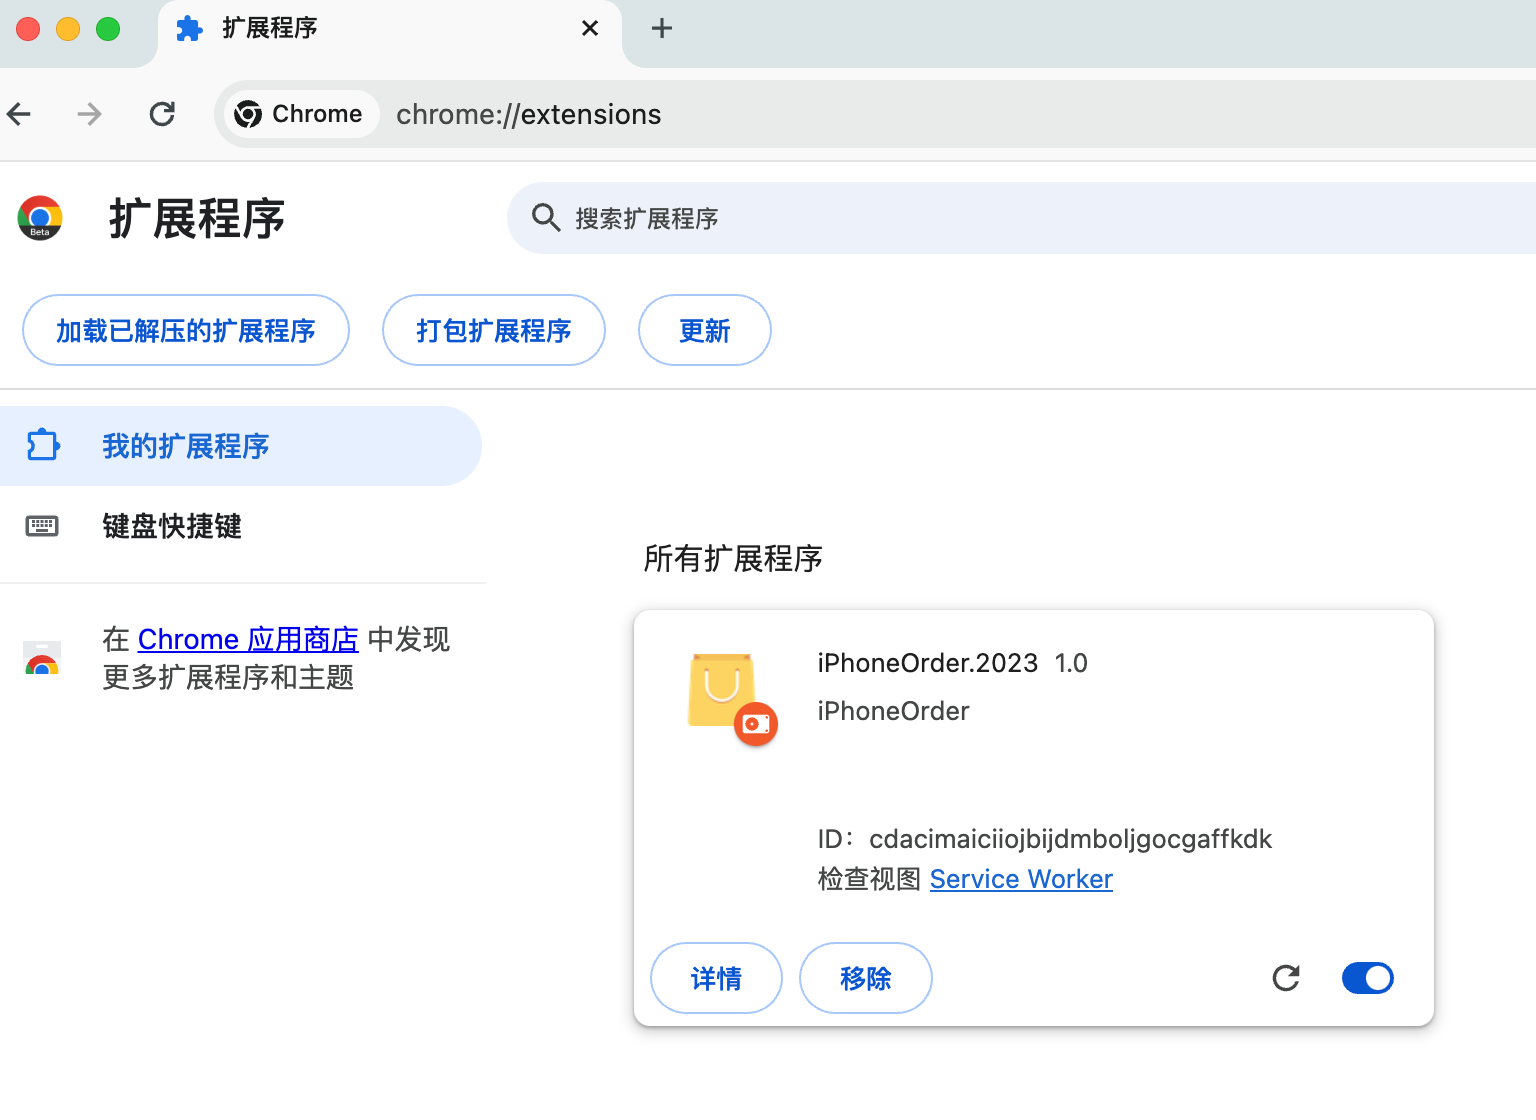 扩展程序
Chrome
chrome://extensions
Beta
扩展程序
搜索扩展程序
加载已解压的扩展程序
打包扩展程序
更新
我的扩展程序
键盘快捷键
在 Chrome 应用商店 中发现
更多扩展程序和主题
所有扩展程序
iPhoneOrder.2023 1.0
iPhoneOrder
ID：cdacimaiciiojbijdmboljgocgaffkdk
检查视图 Service Worker
详情
移除